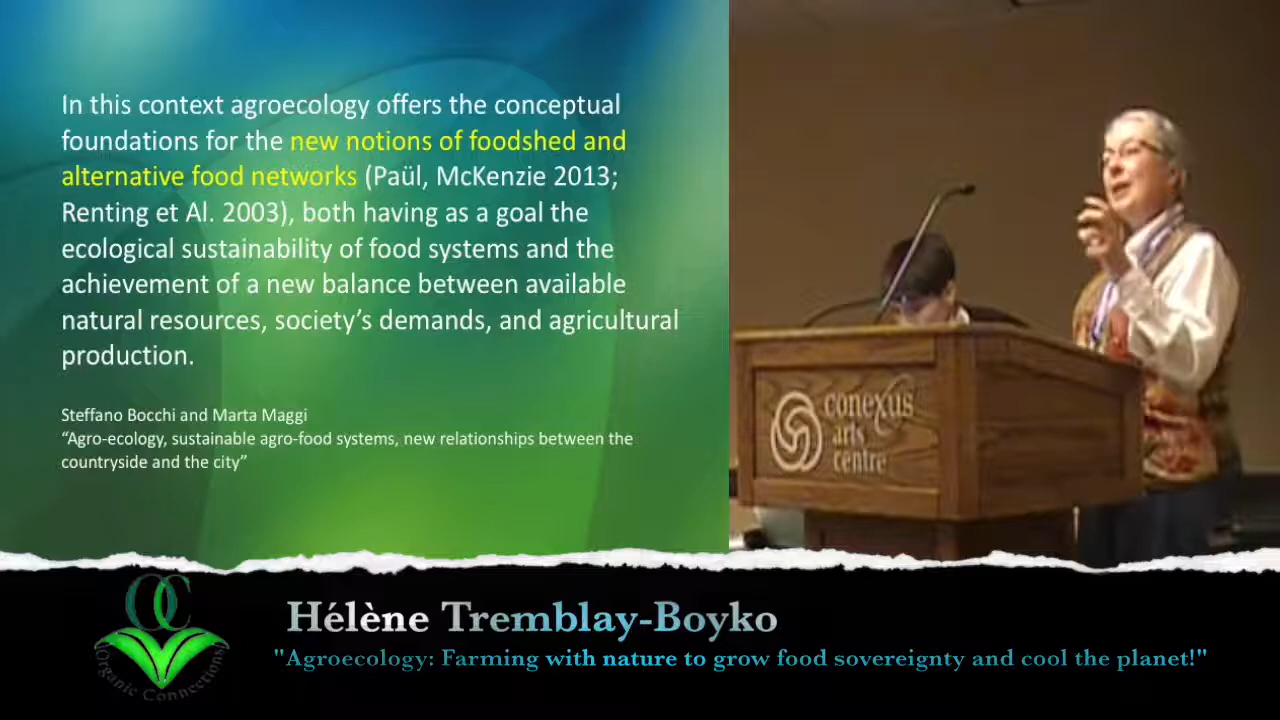 In this context agroecology offers the conceptual
foundations for the new notions of foodshed and
alternative food networks (Paül, McKenzie 2013;
Renting et Al. 2003), both having as a goal the
ecological sustainability of food systems and the
achievement of a new balance between available
natural resources, society's demands, and agricultural
production.
Steffano Bocchi and Marta Maggi
“Agro-ecology, sustainable agro-food systems, new relationships between the
countryside and the city”
conexus
arts
centre
OC
Organic Connections
Hélène Tremblay-Boyko
"Agroecology: Farming with nature to grow food sovereignty and cool the planet!"